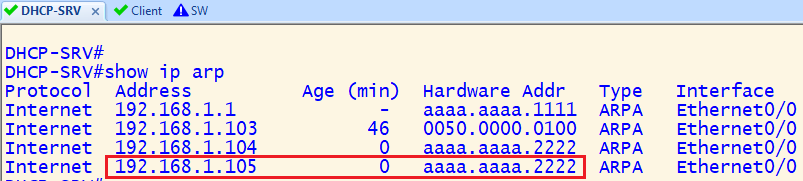 DHCP-SRV × Client SW
DHCP-SRV#
DHCP-SRV#show ip arp
Protocol Address Age (min) Hardware Addr Type Interface
Internet 192.168.1.1 - aaaa.aaaa.1111 ARPA Ethernet0/0
Internet 192.168.1.103 46 0050.0000.0100 ARPA Ethernet0/0
Internet 192.168.1.104 0 aaaa.aaaa.2222 ARPA Ethernet0/0
Internet 192.168.1.105 0 aaaa.aaaa.2222 ARPA Ethernet0/0
DHCP-SRV#